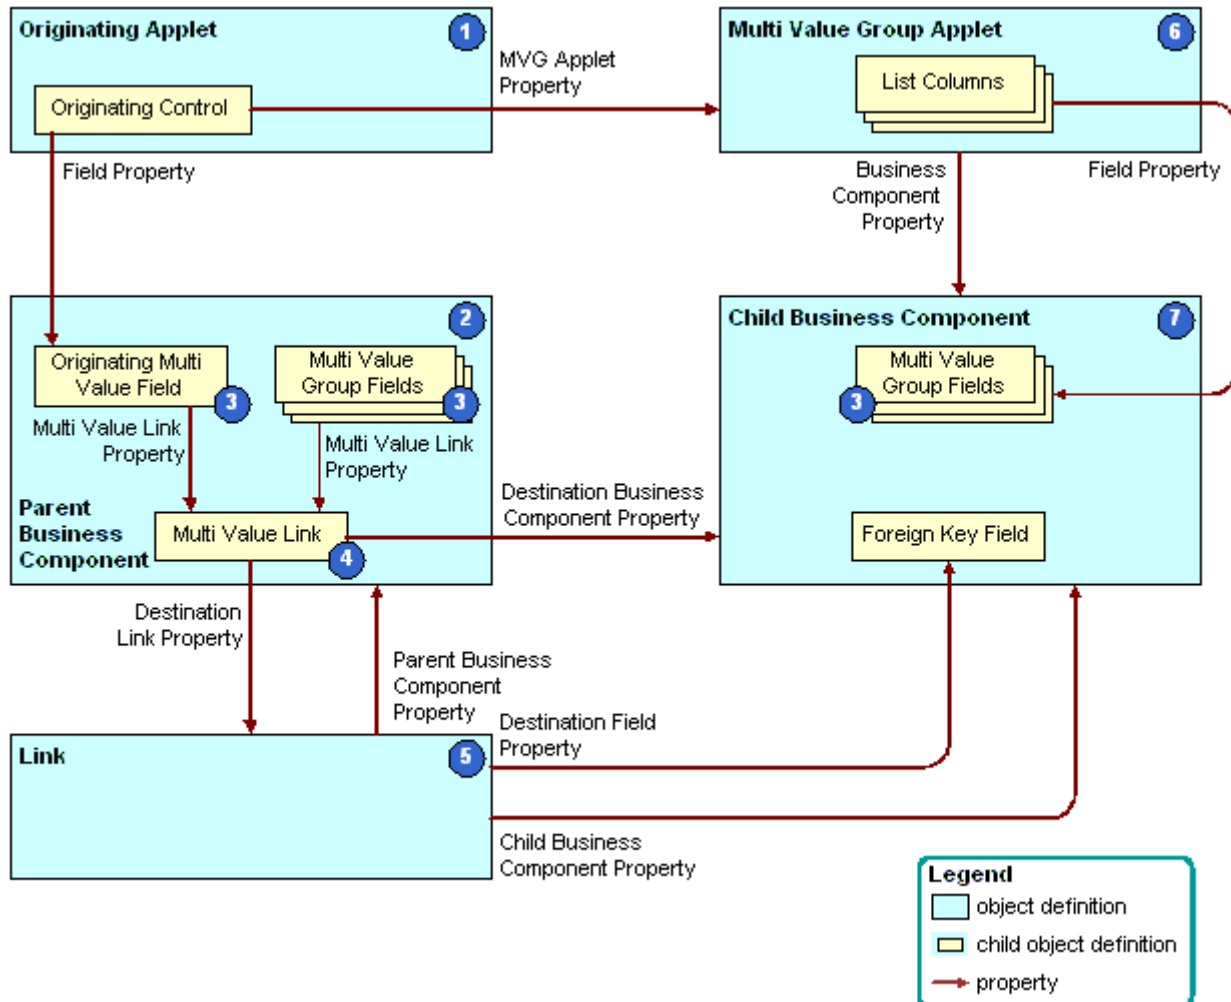 Originating Applet
1
Originating Control
MVG Applet
Property
Multi Value Group Applet
6
List Columns
Field Property
Business
Component
Property
Field Property
2
Originating Multi
Value Field
3
Multi Value
Group Fields
3
Multi Value Link
Property
Multi Value Link
Property
Parent
Business
Component
Multi Value Link
4
Destination Business
Component Property
Child Business Component
7
Multi Value
Group Fields
3
Foreign Key Field
Destination
Link Property
Parent Business
Component
Property
Destination Field
Property
Link
5
Child Business
Component Property
Legend
object definition
child object definition
property